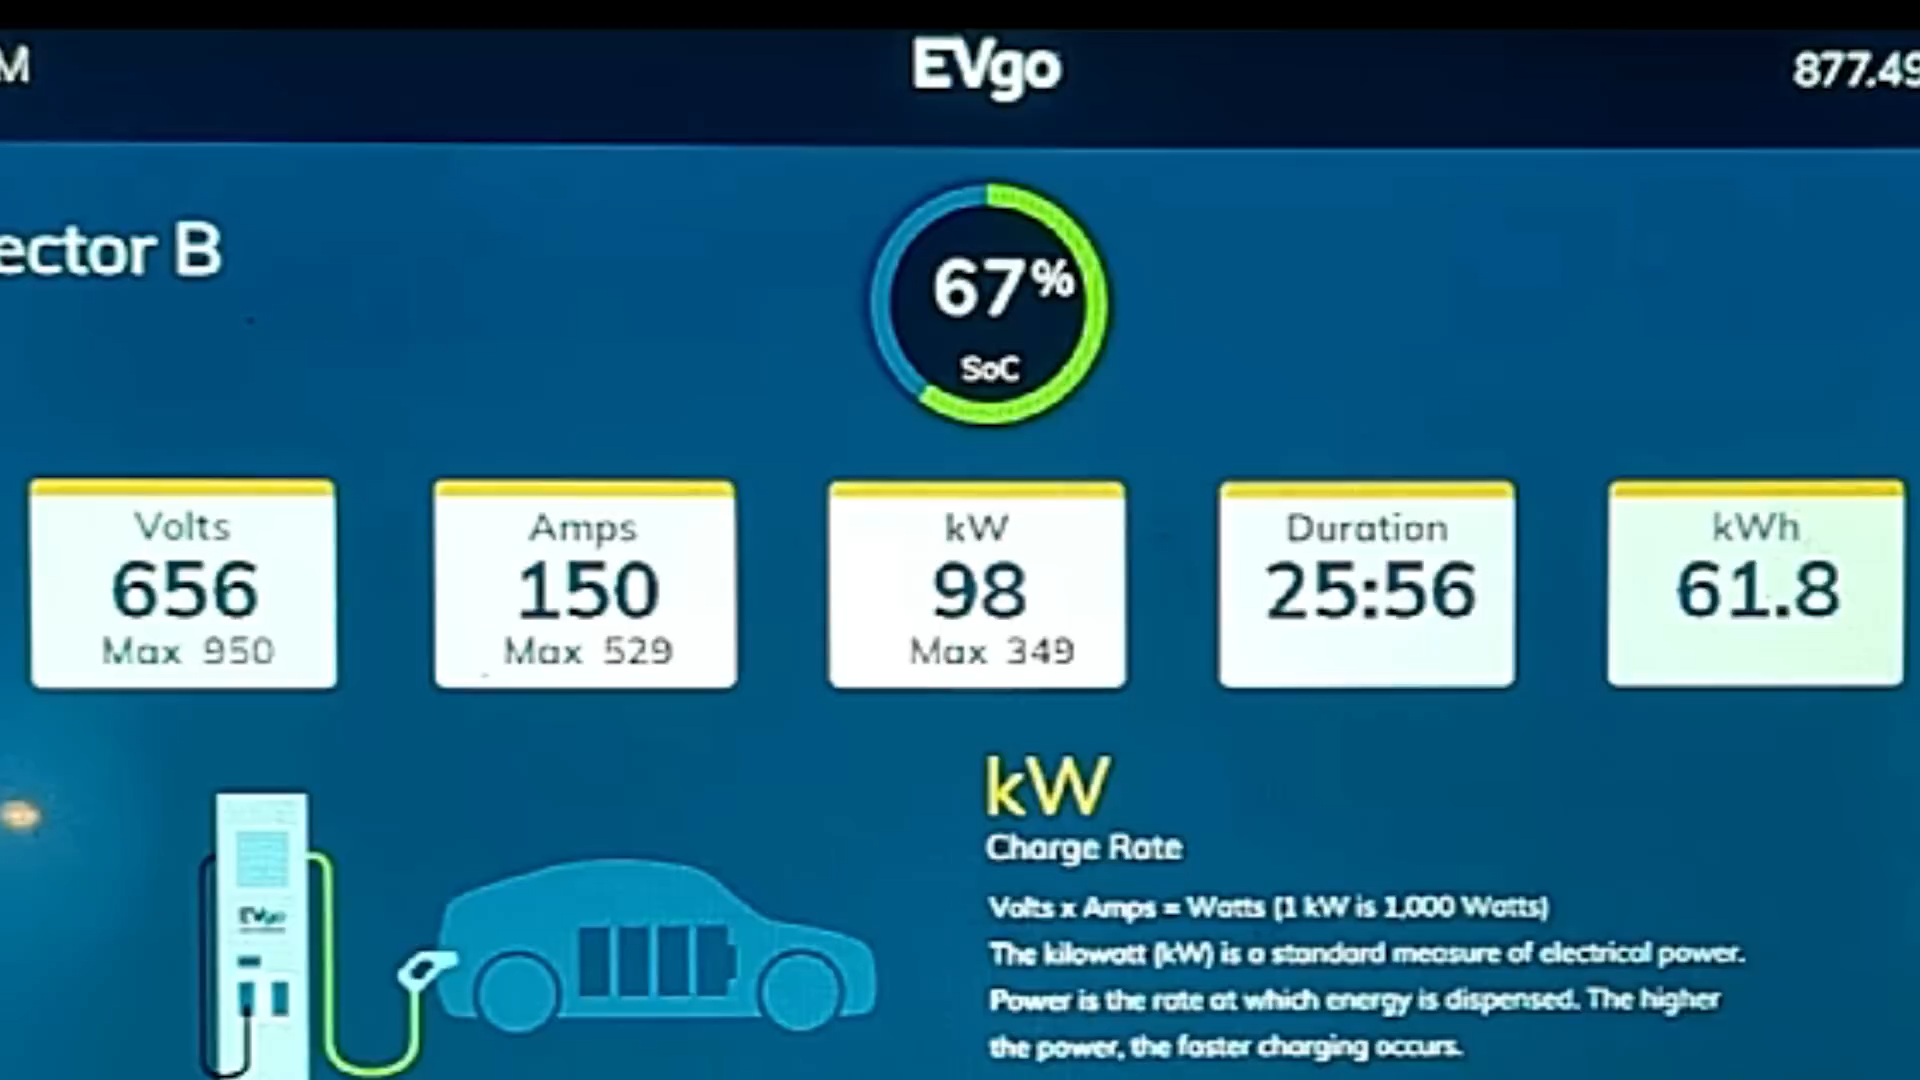 M
EVgo
877.49
ector B
67%
SoC
Volts
656
Max 950
Amps
150
Max 529
kW
98
Max 349
Duration
25:56
kWh
61.8
kW
Charge Rate
Volts x Amps = Watts (1 kW is 1,000 Watts)
The kilowatt (kW) is a standard measure of electrical power.
Power is the rate at which energy is dispensed. The higher
the power, the faster charging occurs.
EVgo